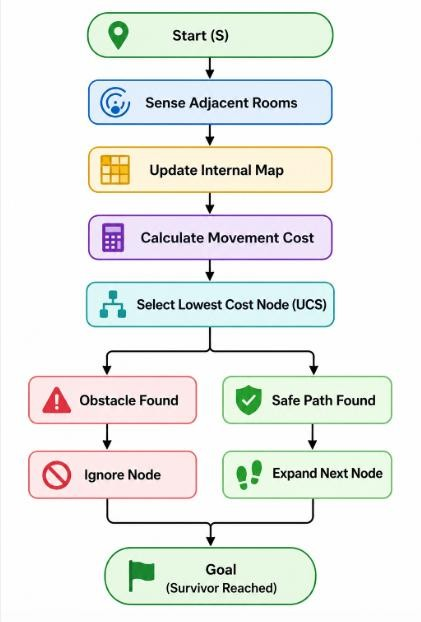 Start (S)
Sense Adjacent Rooms
Update Internal Map
Calculate Movement Cost
Select Lowest Cost Node (UCS)
Obstacle Found
Safe Path Found
Ignore Node
Expand Next Node
Goal
(Survivor Reached)